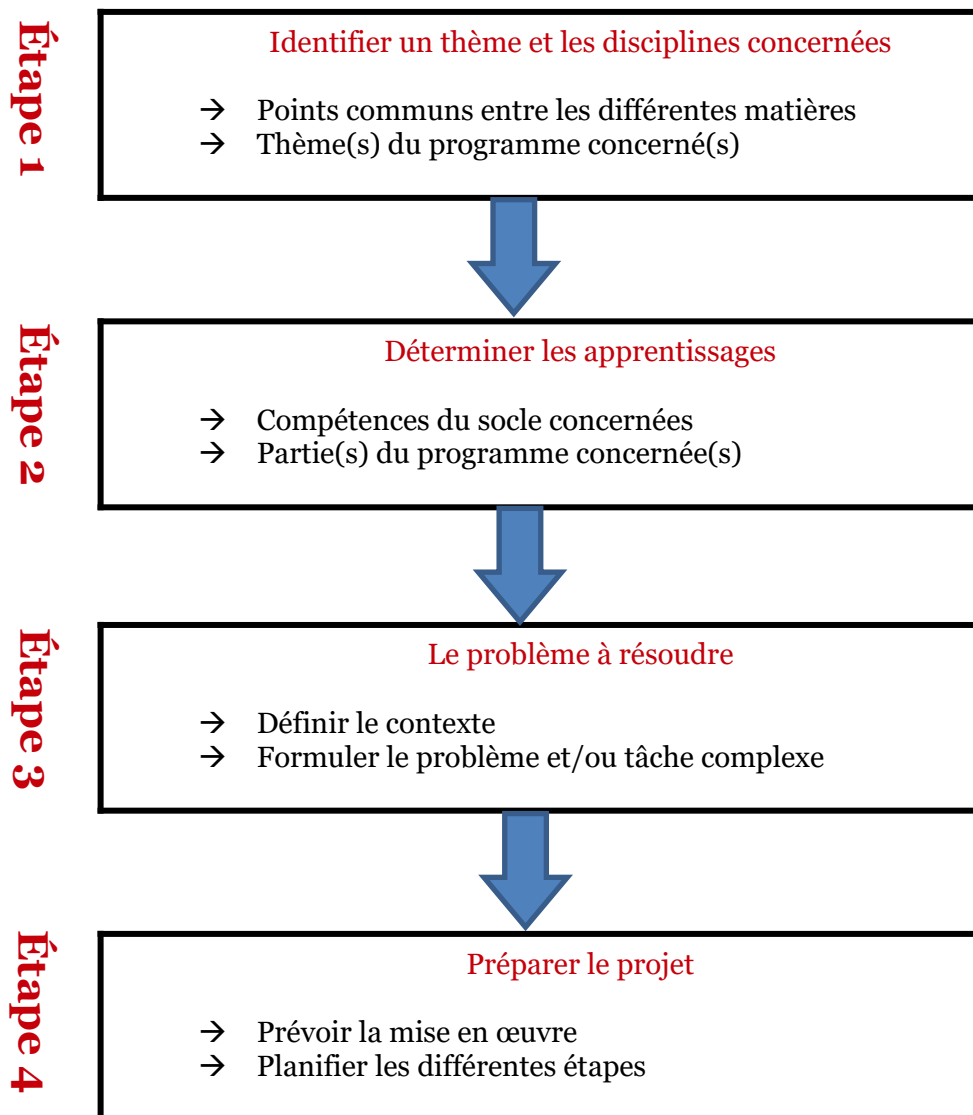 Étape 1
Identifier un thème et les disciplines concernées
→ Points communs entre les différentes matières
→ Thème(s) du programme concerné(s)
Étape 2
Déterminer les apprentissages
→ Compétences du socle concernées
→ Partie(s) du programme concernée(s)
Étape 3
Le problème à résoudre
→ Définir le contexte
→ Formuler le problème et/ou tâche complexe
Étape 4
Préparer le projet
→ Prévoir la mise en œuvre
→ Planifier les différentes étapes